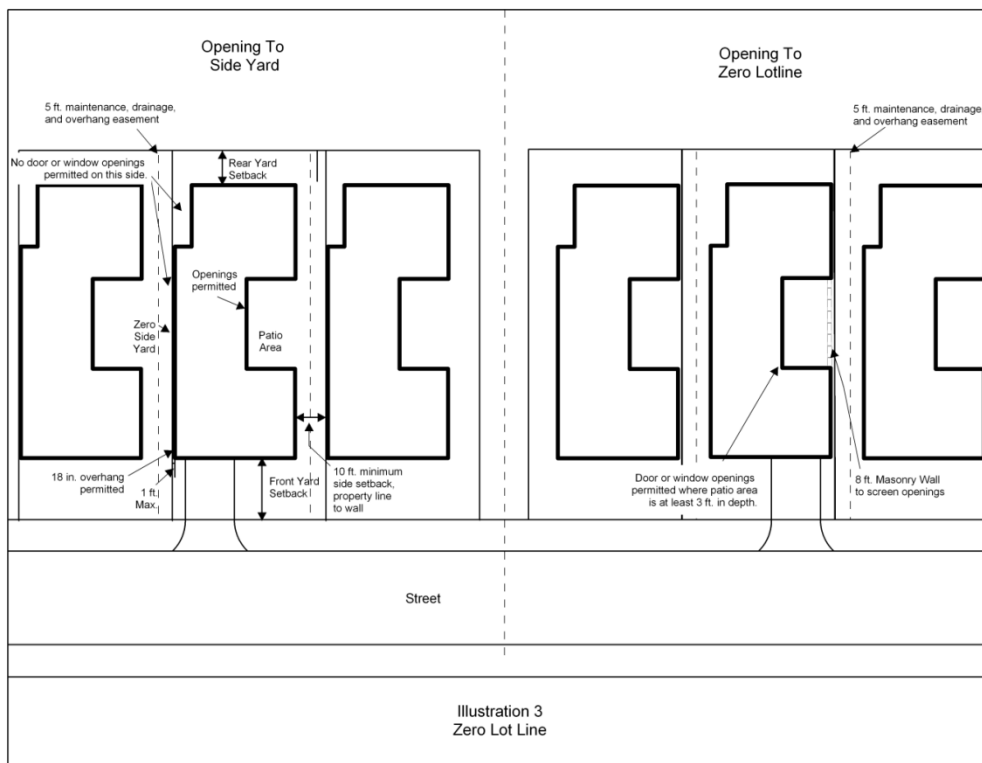 Opening To
Side Yard
Opening To
Zero Lotline
5 ft. maintenance, drainage,
and overhang easement
5 ft. maintenance, drainage,
and overhang easement
No door or window openings
permitted on this side.
Rear Yard
Setback
Openings
permitted
Zero
Side
Yard
Patio
Area
18 in. overhang
permitted
1 ft.
Max.
Front Yard
Setback
10 ft. minimum
side setback,
property line
to wall
Door or window openings
permitted where patio area
is at least 3 ft. in depth.
8 ft. Masonry Wall
to screen openings
Street
Illustration 3
Zero Lot Line